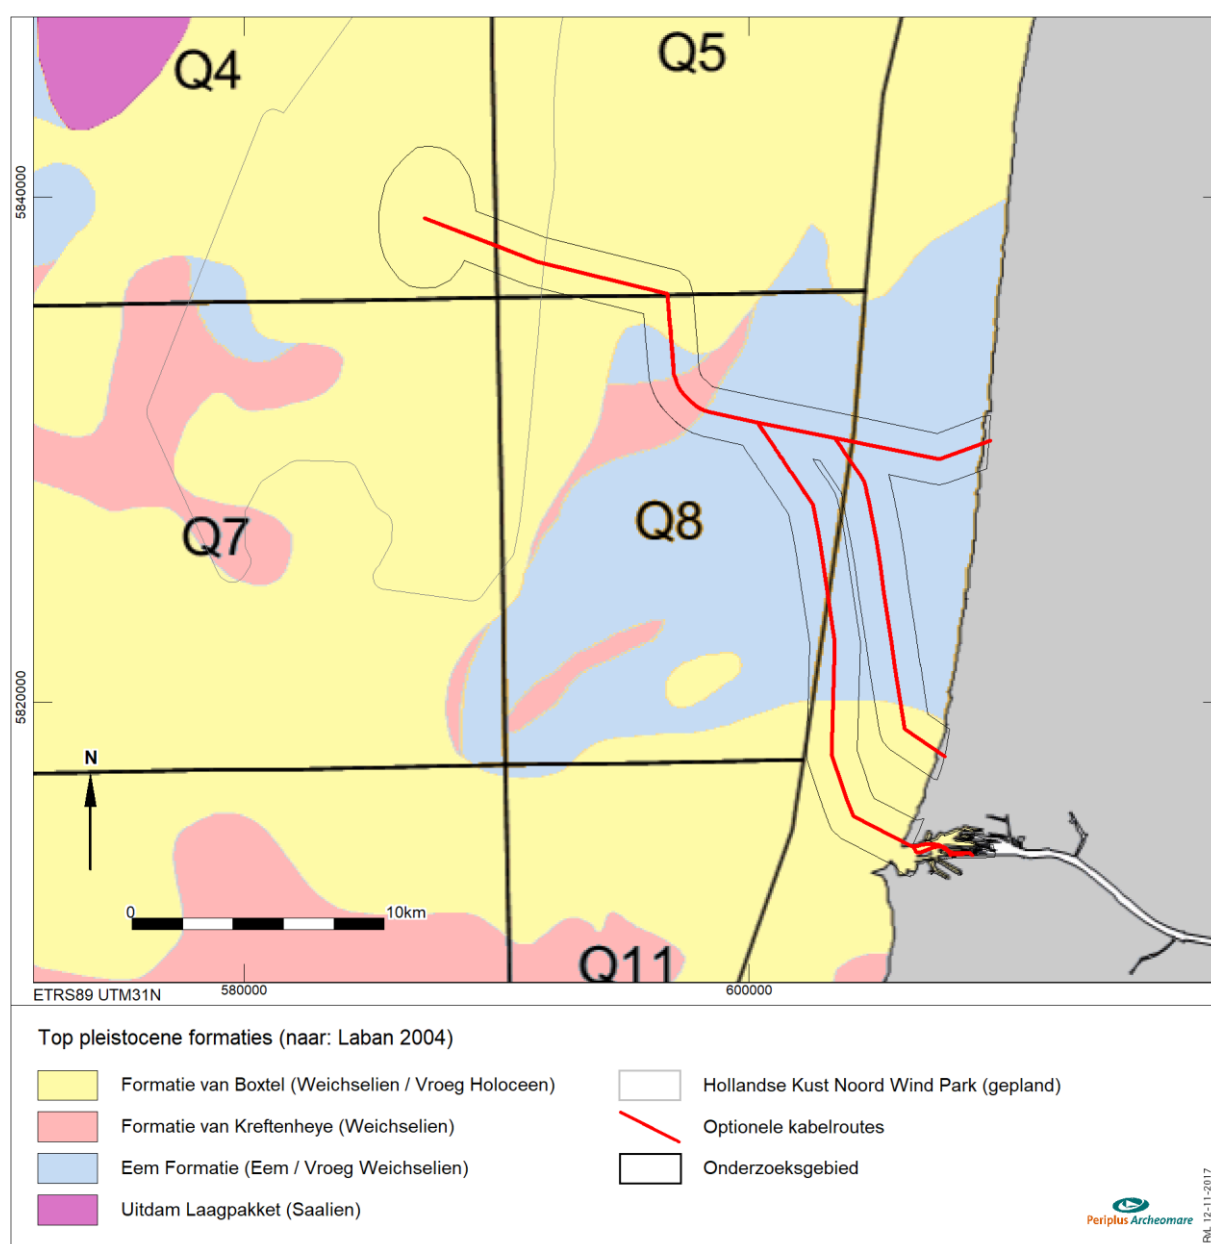 Q4
Q5
5840000
Q7
Q8
5820000
N
0
10km
Q11
ETRS89 UTM31N
580000
600000
Top pleistocene formaties (naar: Laban 2004)
Formatie van Boxtel (Weichselien / Vroeg Holoceen)
Formatie van Kreftenheye (Weichselien)
Eem Formatie (Eem / Vroeg Weichselien)
Uitdam Laagpakket (Saalien)
Hollandse Kust Noord Wind Park (gepland)
Optionele kabelroutes
Onderzoeksgebied
Periplus Archeomare
RvL 12-11-2017